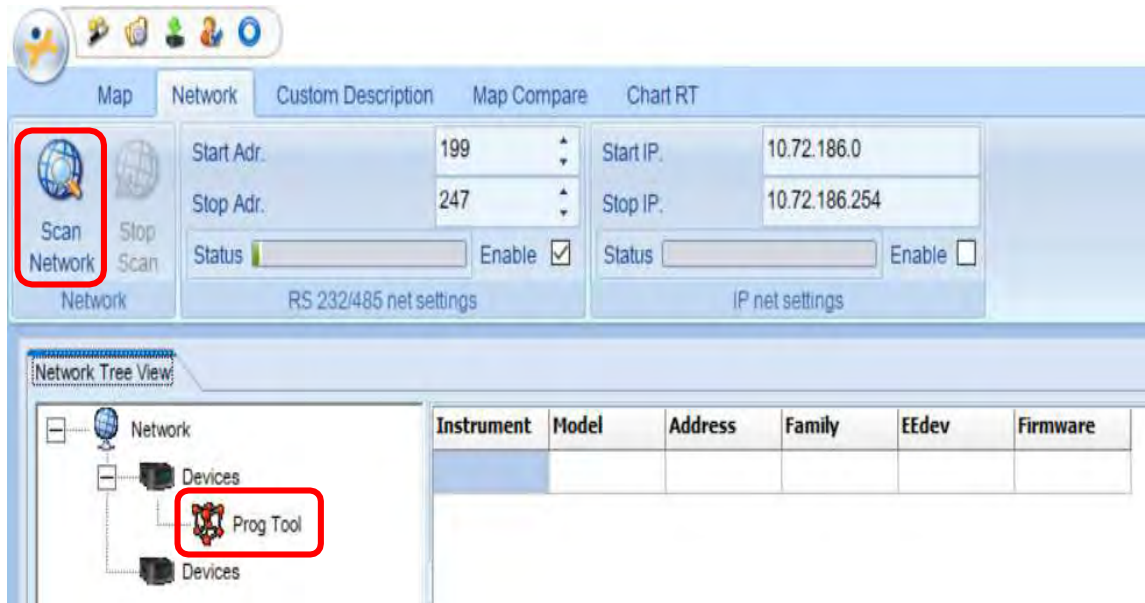 Map Network Custom Description Map Compare Chart RT
Scan Network
Stop Scan
Network
Start Adr. 199
Stop Adr. 247
Status Enable
RS 232/485 net settings
Start IP. 10.72.186.0
Stop IP. 10.72.186.254
Status Enable
IP net settings
Network Tree View
Network
Devices
Prog Tool
Devices
Instrument Model Address Family EEdev Firmware